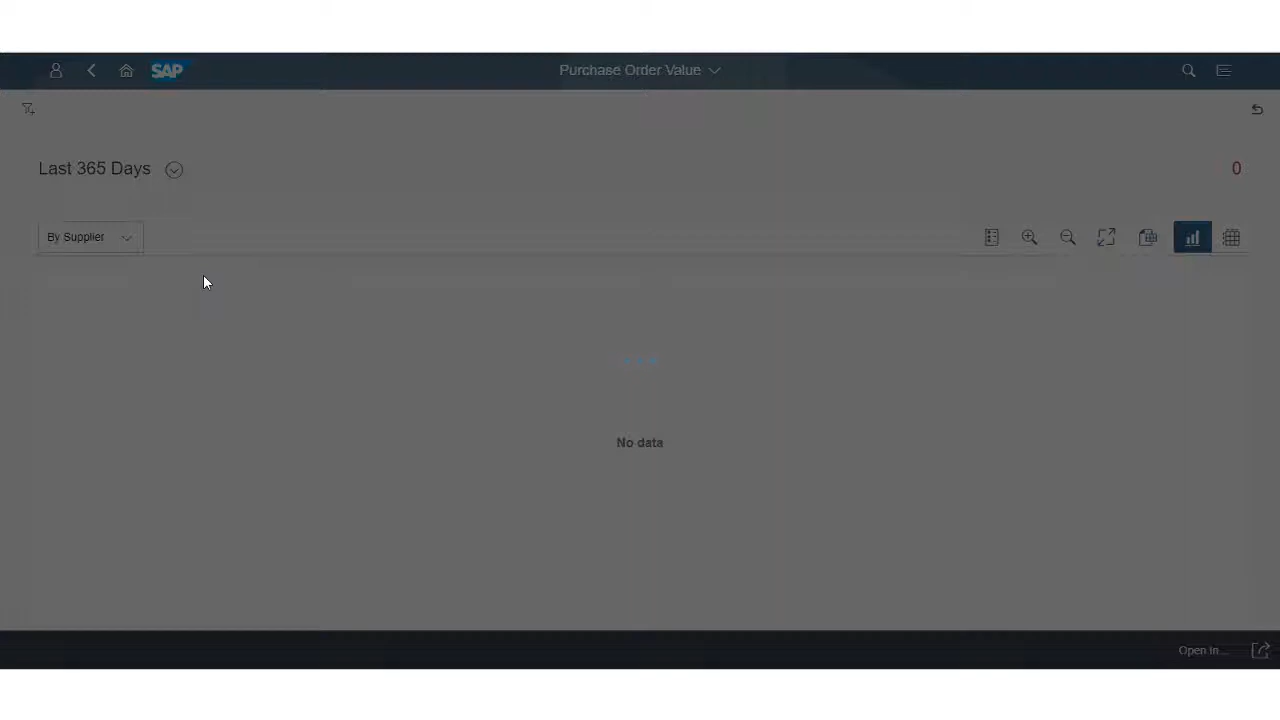 SAP
Purchase Order Value
Last 365 Days
0
By Supplier
No data
Open In...